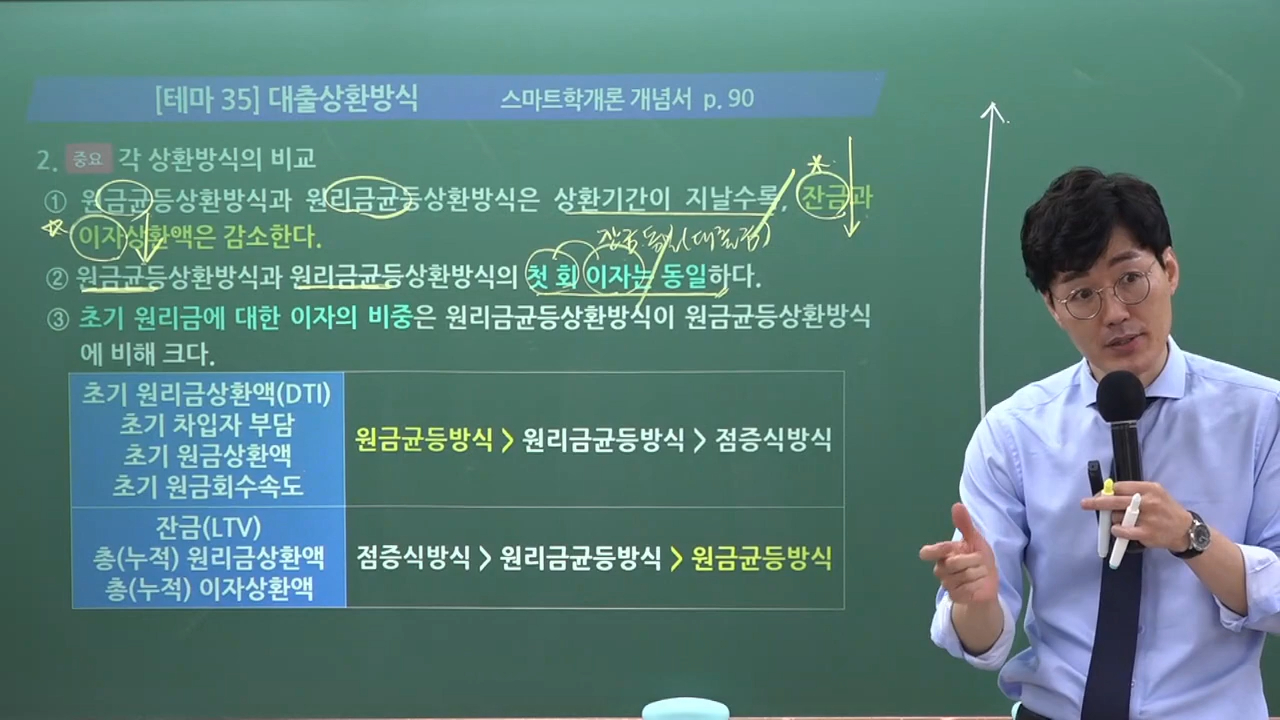 [테마 35] 대출상환방식 스마트학개론 개념서 p. 90
2. 중요 각 상환방식의 비교
① 원금균등상환방식과 원리금균등상환방식은 상환기간이 지날수록, 잔금과
이자상환액은 감소한다.
② 원금균등상환방식과 원리금균등상환방식의 첫 회 이자는 동일하다.
③ 초기 원리금에 대한 이자의 비중은 원리금균등상환방식이 원금균등상환방식
에 비해 크다.
초기 원리금상환액(DTI)
초기 차입자 부담
초기 원금상환액
초기 원금회수속도
원금균등방식 > 원리금균등방식 > 점증식방식
잔금(LTV)
총(누적) 원리금상환액
총(누적) 이자상환액
점증식방식 > 원리금균등방식 > 원금균등방식